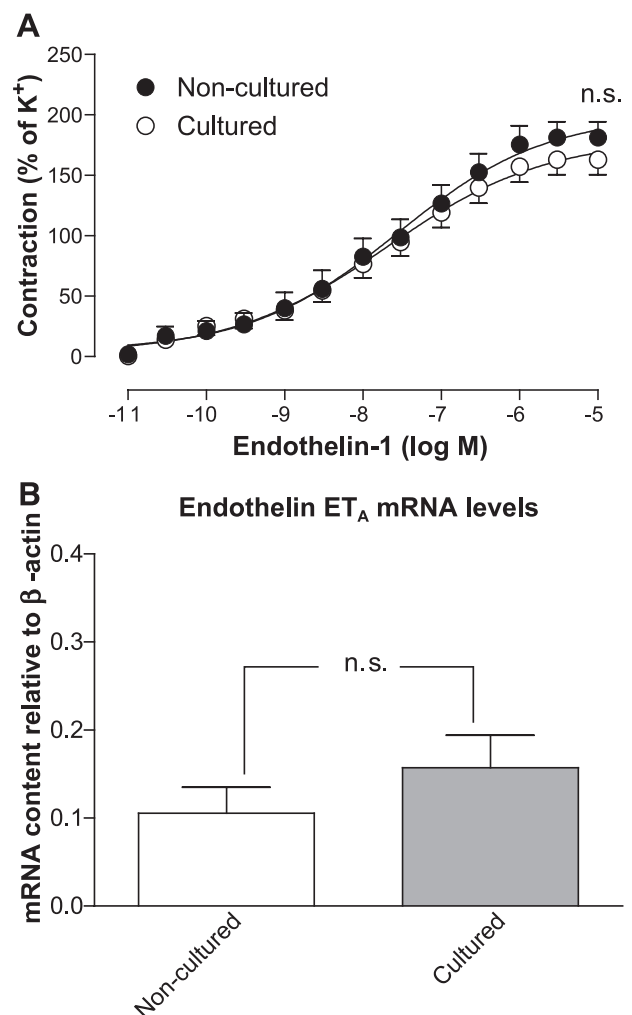 A
250
200
150
100
50
0
Contraction (% of K⁺)
Non-cultured
Cultured
n.s.
-11 -10 -9 -8 -7 -6 -5
Endothelin-1 (log M)
B
Endothelin ET_A mRNA levels
mRNA content relative to β -actin
0.4
0.3
0.2
0.1
0.0
n.s.
Non-cultured
Cultured